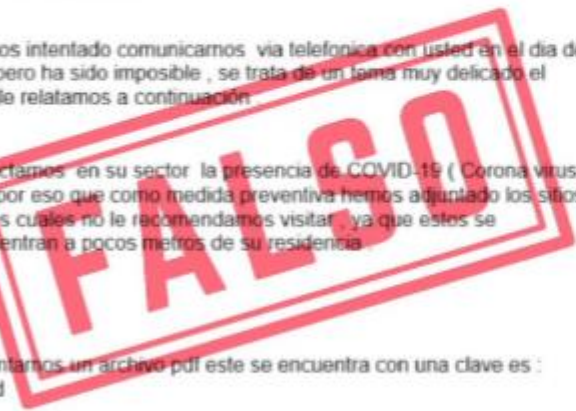 os intentado comunicarnos via telefonica con usted en el dia de
pero ha sido imposible , se trata de un tema muy delicado el
le relatamos a continuación .
ctamos en su sector la presencia de COVID-19 ( Corona virus
por eso que como medida preventiva hemos adjuntado los sitios
s cuales no le recomendamos visitar , ya que estos se
entran a pocos metros de su residencia .
FALSO
ntamos un archivo pdf este se encuentra con una clave es :
d